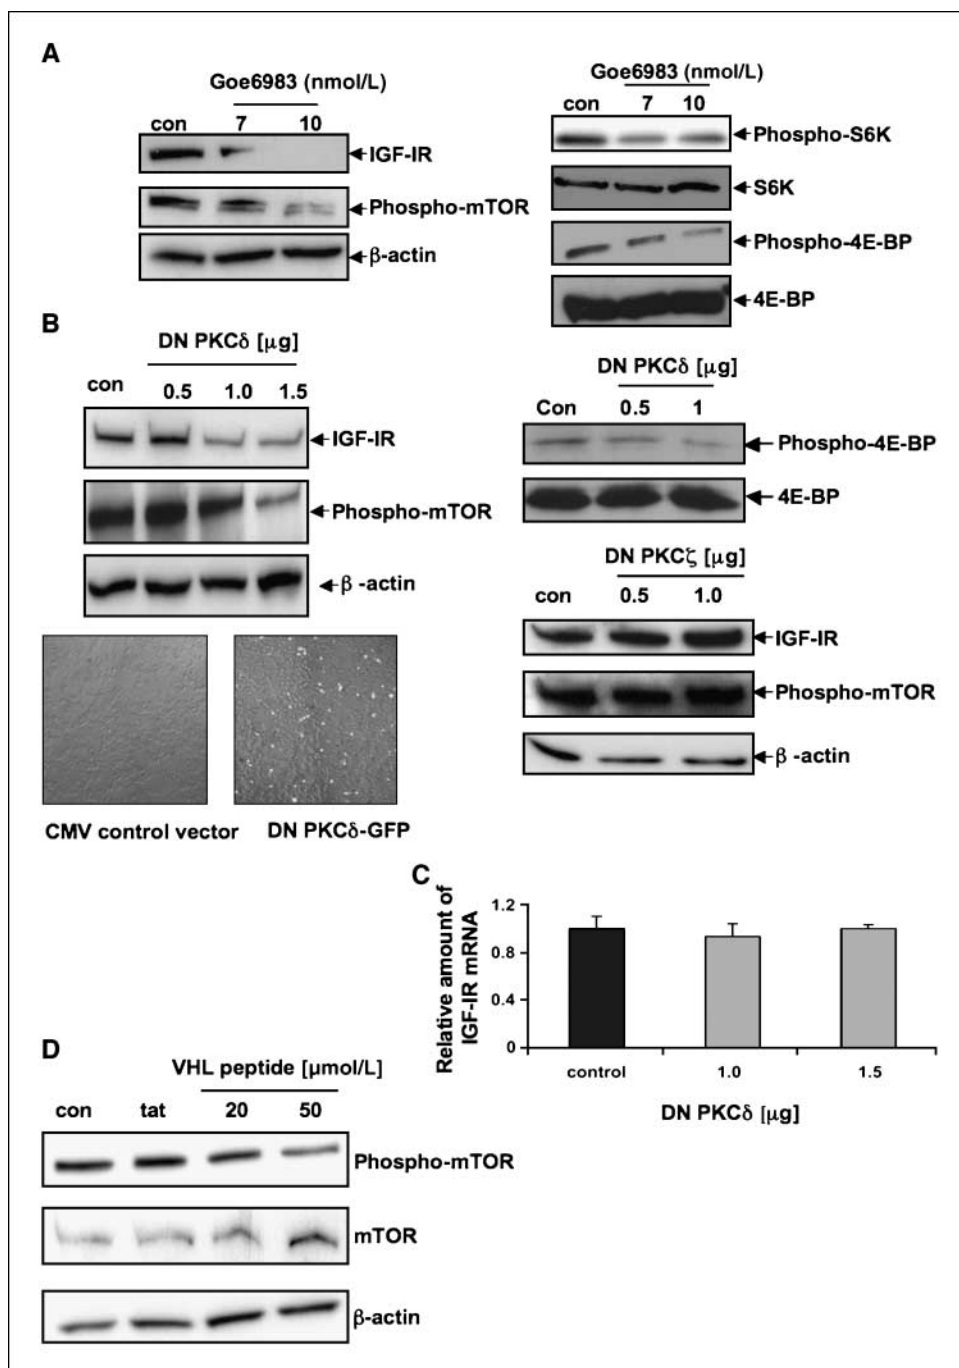 A
Goe6983 (nmol/L)
con 7 10
IGF-IR
Phospho-mTOR
β-actin
Goe6983 (nmol/L)
con 7 10
Phospho-S6K
S6K
Phospho-4E-BP
4E-BP
B
DN PKCδ [μg]
con 0.5 1.0 1.5
IGF-IR
Phospho-mTOR
β -actin
CMV control vector DN PKCδ-GFP
DN PKCδ [μg]
Con 0.5 1
Phospho-4E-BP
4E-BP
DN PKCζ [μg]
con 0.5 1.0
IGF-IR
Phospho-mTOR
β -actin
C
Relative amount of
IGF-IR mRNA
1.2
0.8
0.4
0
control 1.0 1.5
DN PKCδ [μg]
D
VHL peptide [μmol/L]
con tat 20 50
Phospho-mTOR
mTOR
β-actin